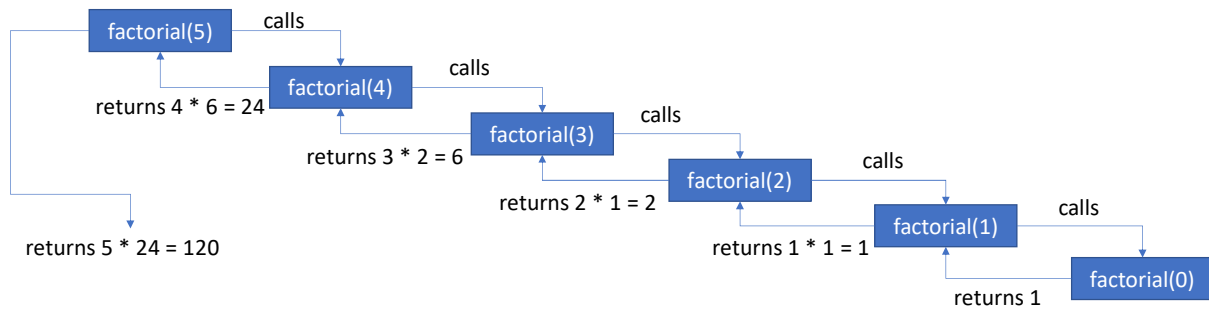 factorial(5)
calls
factorial(4)
calls
returns 4 * 6 = 24
factorial(3)
calls
returns 3 * 2 = 6
factorial(2)
calls
returns 2 * 1 = 2
factorial(1)
calls
returns 5 * 24 = 120
returns 1 * 1 = 1
factorial(0)
returns 1